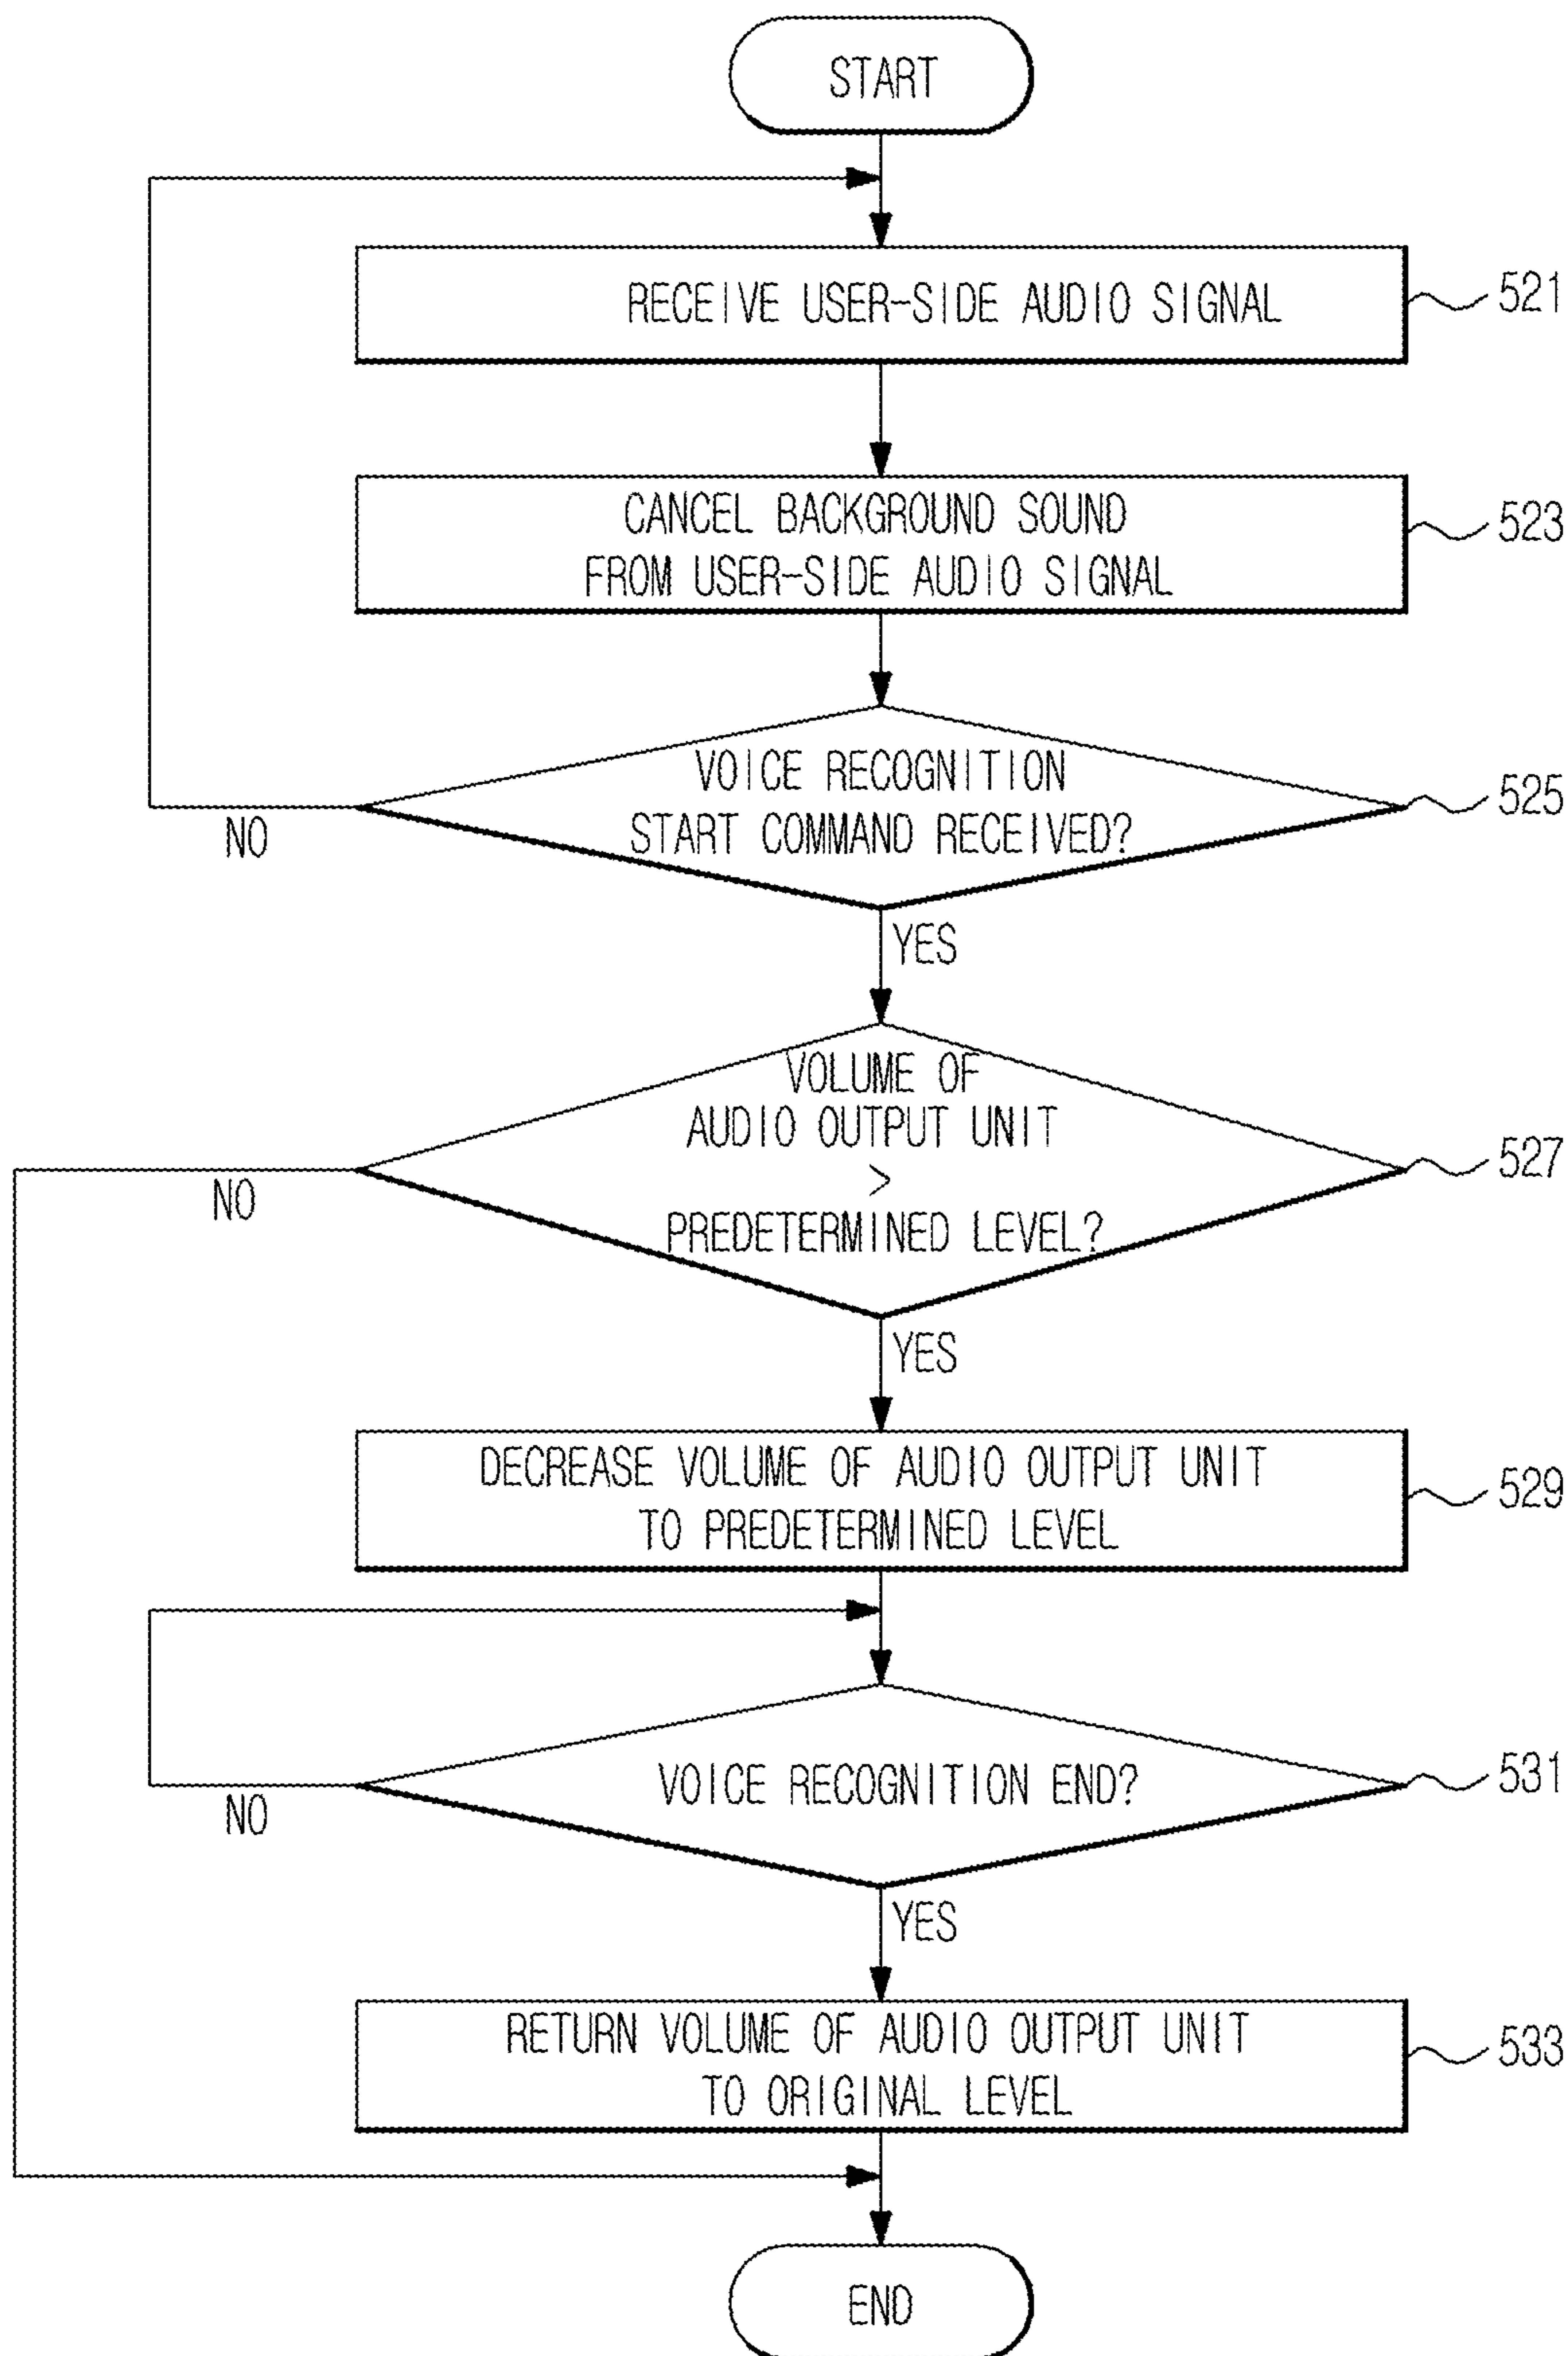 START
RECEIVE USER-SIDE AUDIO SIGNAL
521
CANCEL BACKGROUND SOUND
FROM USER-SIDE AUDIO SIGNAL
523
VOICE RECOGNITION
START COMMAND RECEIVED?
525
NO
YES
VOLUME OF
AUDIO OUTPUT UNIT
>
PREDETERMINED LEVEL?
527
NO
YES
DECREASE VOLUME OF AUDIO OUTPUT UNIT
TO PREDETERMINED LEVEL
529
VOICE RECOGNITION END?
531
NO
YES
RETURN VOLUME OF AUDIO OUTPUT UNIT
TO ORIGINAL LEVEL
533
END